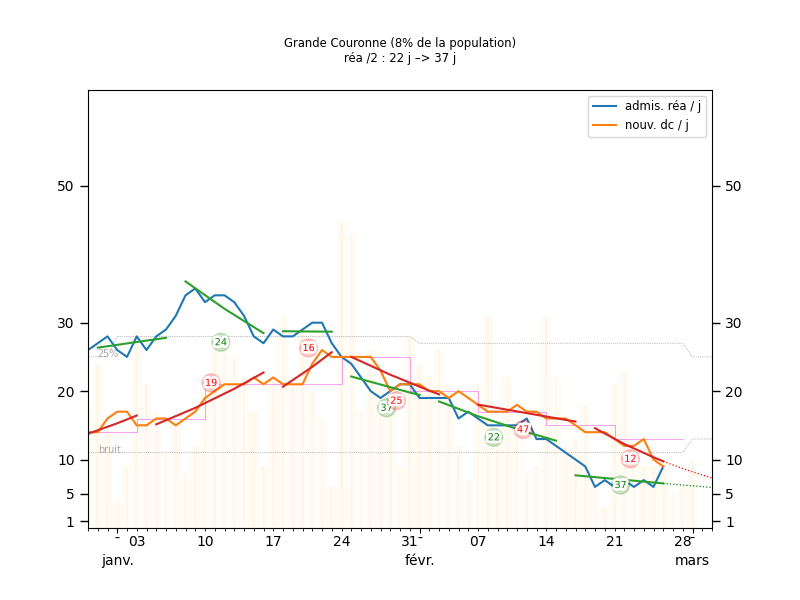 Grande Couronne (8% de la population)
réa /2 : 22 j –> 37 j
admis. réa / j
nouv. dc / j
50 50
30 30
24 16
25%
19 20 20
37 25
22 47
bruit 12
10 10
37
5 5
1 1
03 10 17 24 31 07 14 21 28
janv. févr. mars